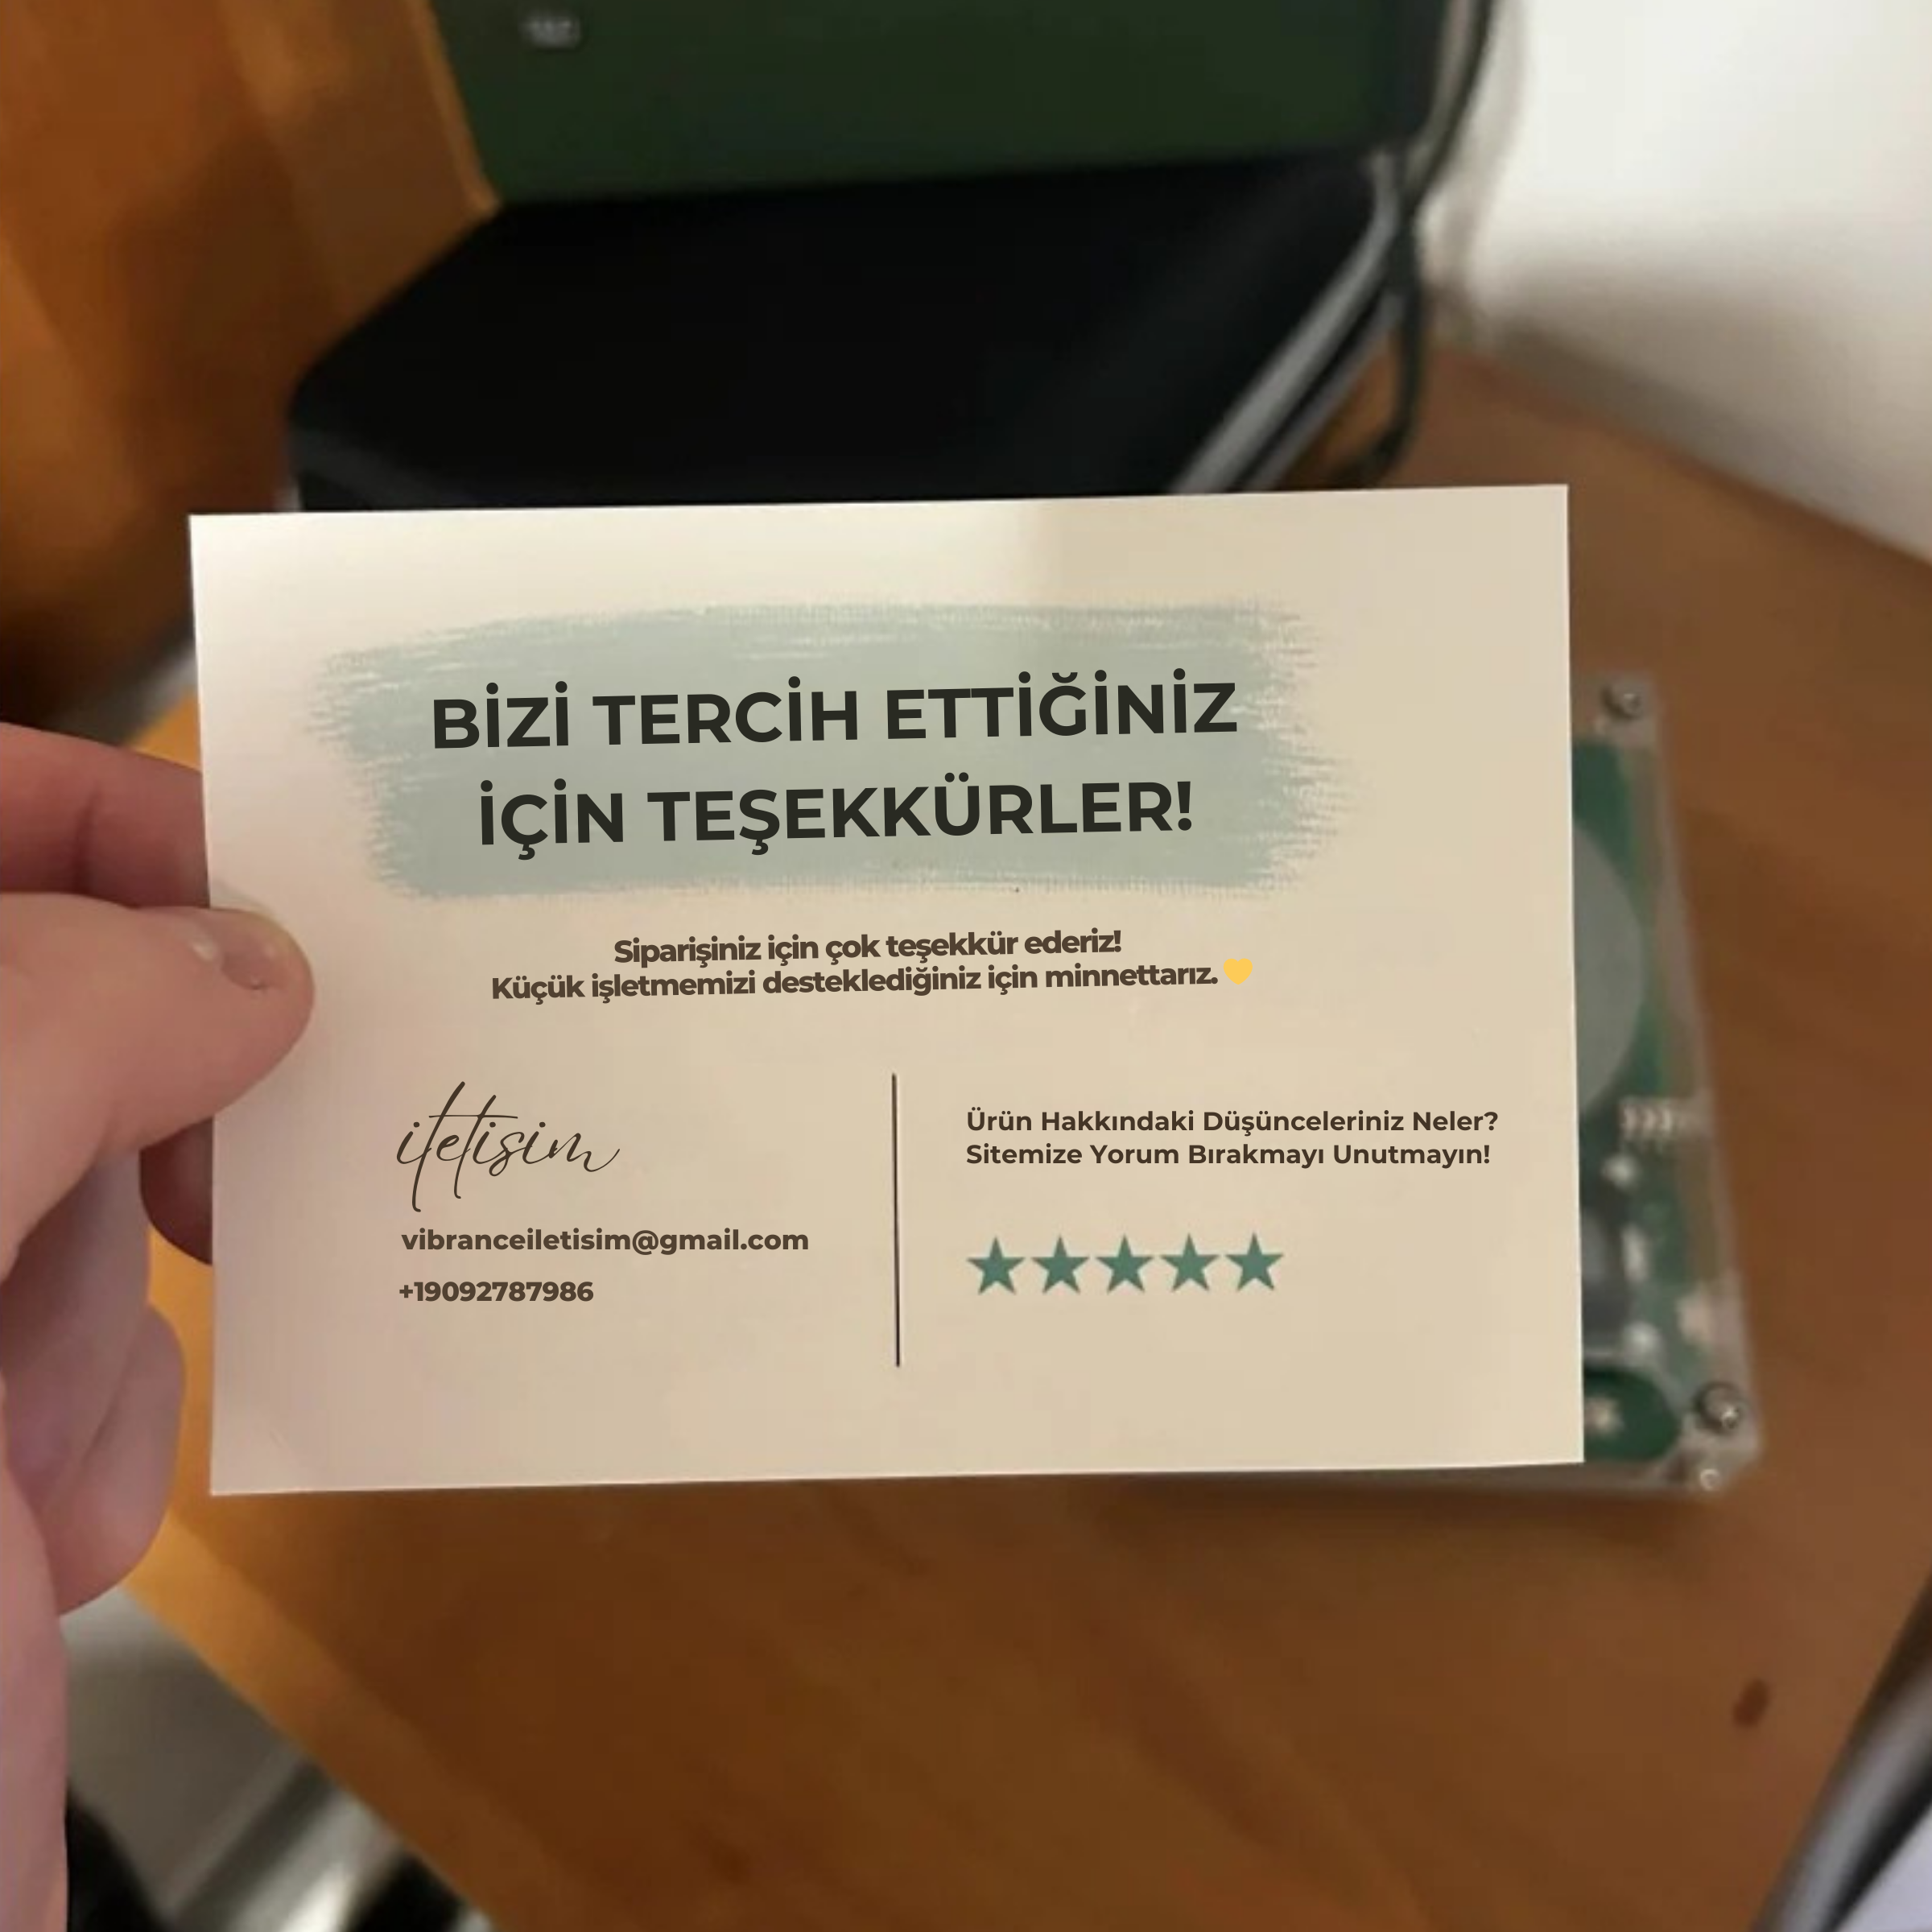 BİZİ TERCİH ETTİĞİNİZ
İÇİN TEŞEKKÜRLER!
Siparişiniz için çok teşekkür ederiz!
Küçük işletmemizi desteklediğiniz için minnettarız. 💛
iletisim
vibranceiletisim@gmail.com
+19092787986
Ürün Hakkındaki Düşünceleriniz Neler?
Sitemize Yorum Bırakmayı Unutmayın!
★★★★★